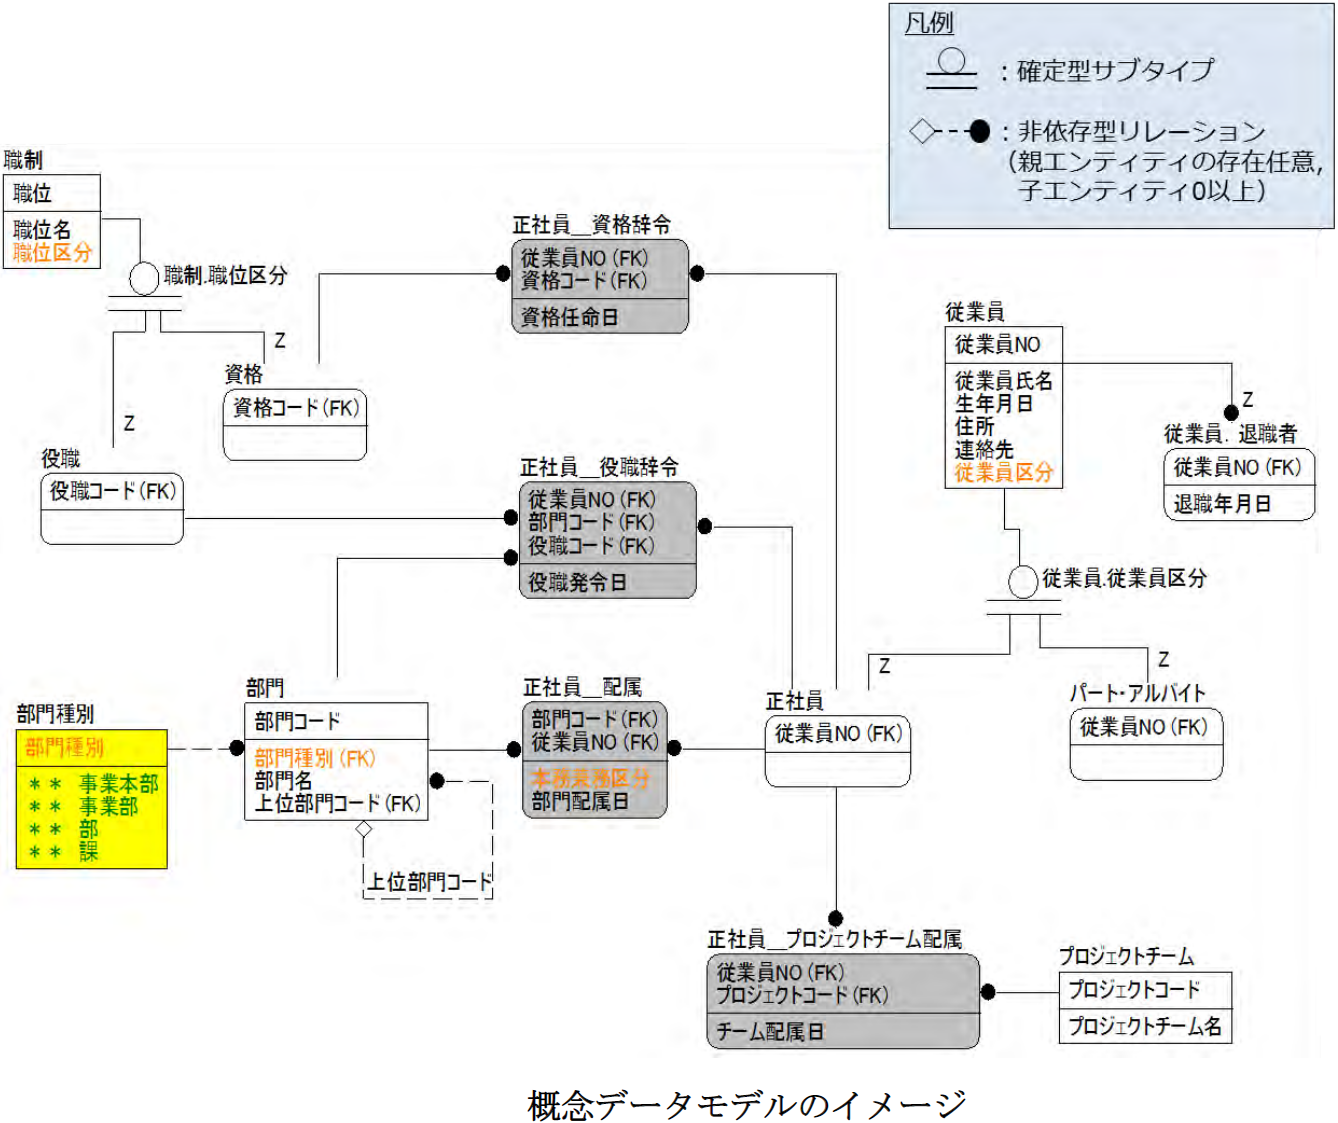 凡例
：確定型サブタイプ
：非依存型リレーション
（親エンティティの存在任意,
子エンティティ0以上）
職制
職位
職位名
職位区分
職制.職位区分
Z
Z
資格
資格コード(FK)
役職
役職コード(FK)
正社員__資格辞令
従業員NO (FK)
資格コード(FK)
資格任命日
正社員__役職辞令
従業員NO (FK)
部門コード(FK)
役職コード(FK)
役職発令日
従業員
従業員NO
従業員氏名
生年月日
住所
連絡先
従業員区分
Z
従業員. 退職者
従業員NO (FK)
退職年月日
従業員.従業員区分
Z
Z
正社員
従業員NO (FK)
パート・アルバイト
従業員NO (FK)
部門種別
部門種別
** 事業本部
** 事業部
** 部
** 課
部門
部門コード
部門種別(FK)
部門名
上位部門コード(FK)
上位部門コード
正社員__配属
部門コード(FK)
従業員NO (FK)
本務兼務区分
部門配属日
正社員__プロジェクトチーム配属
従業員NO (FK)
プロジェクトコード(FK)
チーム配属日
プロジェクトチーム
プロジェクトコード
プロジェクトチーム名
概念データモデルのイメージ